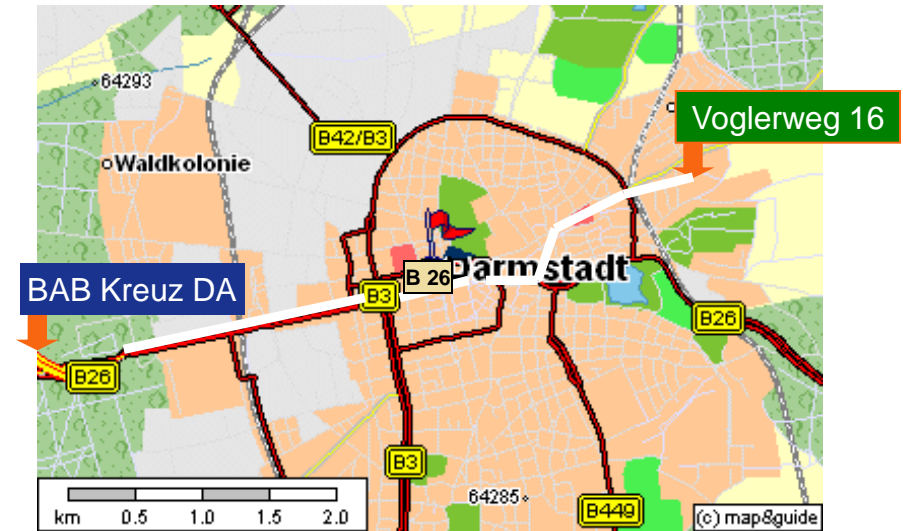 64293
B42/B3
Voglerweg 16
Waldkolonie
B 26
Darmstadt
BAB Kreuz DA
B3
B26
B26
B3
64285
B449
km 0.5 1.0 1.5 2.0
(c) map&guide